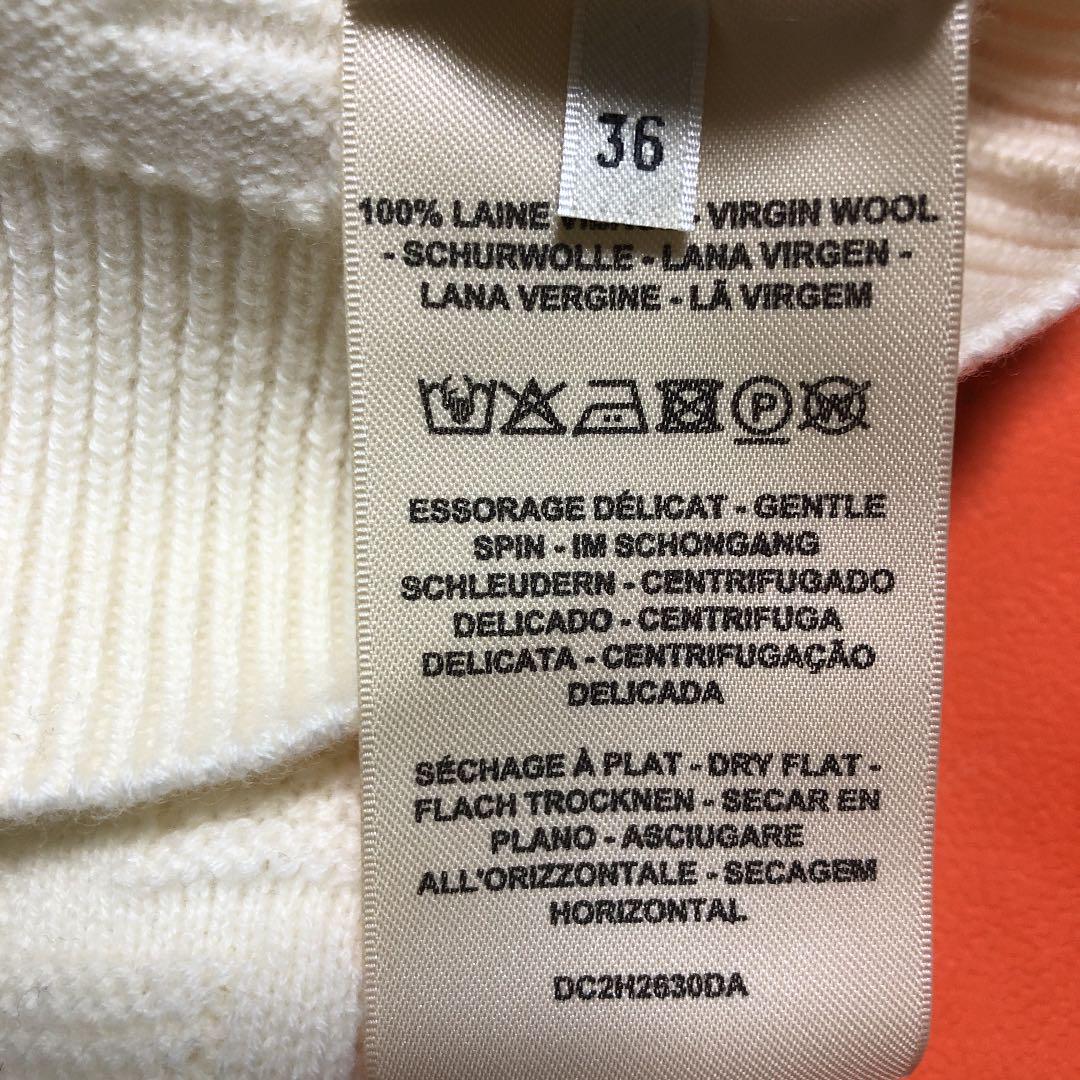 36
100% LAINE - VIRGIN WOOL
- SCHURWOLLE - LANA VIRGEN -
LANA VERGINE - LÃ VIRGEM
P
W
ESSORAGE DÉLICAT - GENTLE
SPIN - IM SCHONGANG
SCHLEUDERN - CENTRIFUGADO
DELICADO - CENTRIFUGA
DELICATA - CENTRIFUGAÇÃO
DELICADA
SÉCHAGE À PLAT - DRY FLAT -
FLACH TROCKNEN - SECAR EN
PLANO - ASCIUGARE
ALL'ORIZZONTALE - SECAGEM
HORIZONTAL
DC2H2630DA